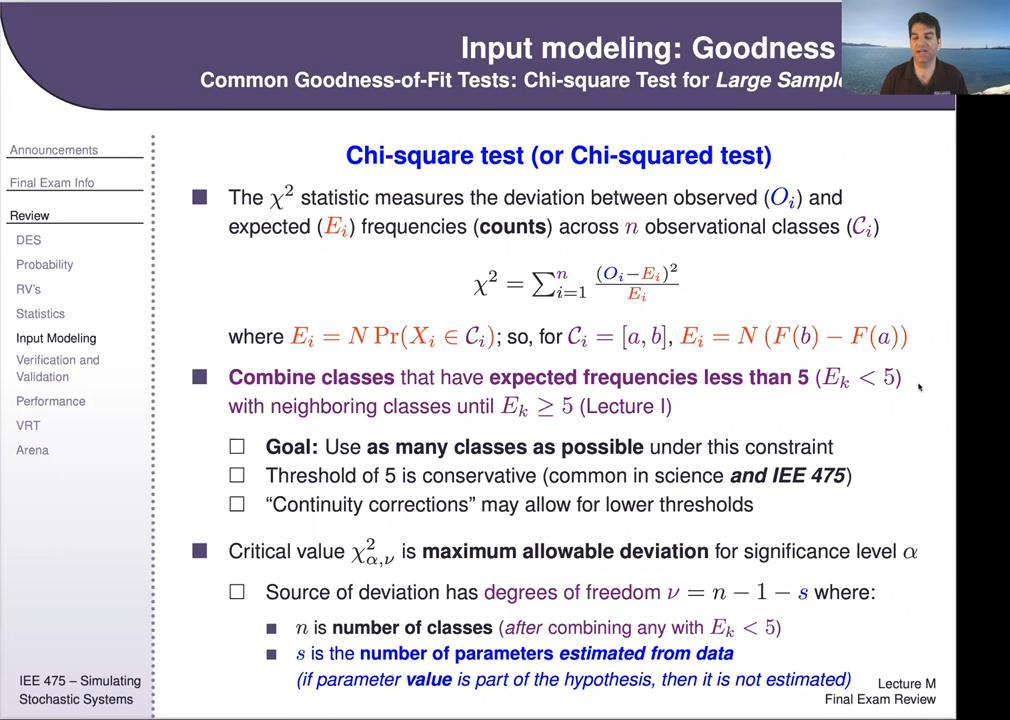 Input modeling: Goodness
Common Goodness-of-Fit Tests: Chi-square Test for Large Sample
Announcements
Final Exam Info
Review
DES
Probability
RV's
Statistics
Input Modeling
Verification and
Validation
Performance
VRT
Arena
Chi-square test (or Chi-squared test)
The χ² statistic measures the deviation between observed (Oᵢ) and
expected (Eᵢ) frequencies (counts) across n observational classes (𝒞ᵢ)
χ² = ∑ⁿᵢ₌₁ (Oᵢ−Eᵢ)²/Eᵢ
where Eᵢ = N Pr(Xᵢ ∈ 𝒞ᵢ); so, for 𝒞ᵢ = [a, b], Eᵢ = N (F(b) − F(a))
Combine classes that have expected frequencies less than 5 (Eₖ < 5)
with neighboring classes until Eₖ ≥ 5 (Lecture I)
Goal: Use as many classes as possible under this constraint
Threshold of 5 is conservative (common in science and IEE 475)
“Continuity corrections” may allow for lower thresholds
Critical value χ²_{α,ν} is maximum allowable deviation for significance level α
Source of deviation has degrees of freedom ν = n − 1 − s where:
n is number of classes (after combining any with Eₖ < 5)
s is the number of parameters estimated from data
(if parameter value is part of the hypothesis, then it is not estimated)
IEE 475 – Simulating
Stochastic Systems
Lecture M
Final Exam Review